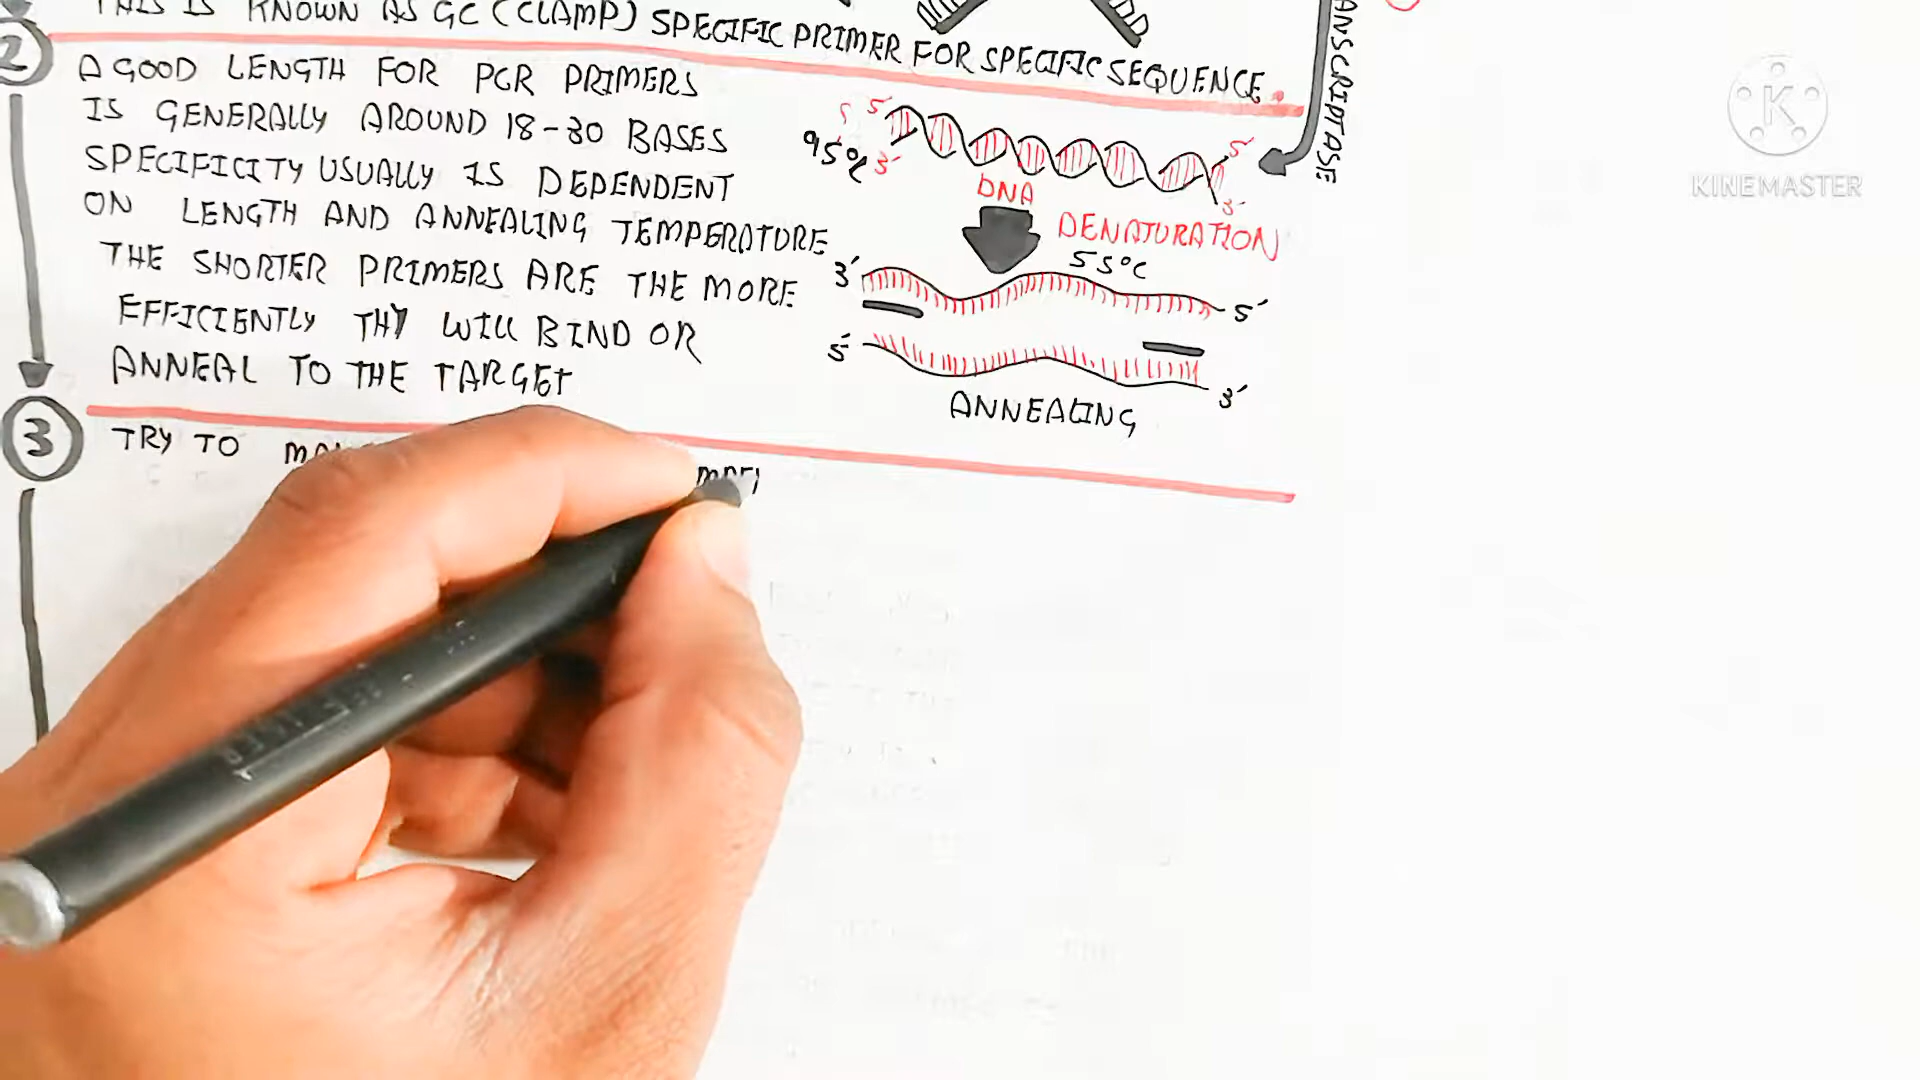 THIS IS KNOWN AS GC (CLAMP) SPECIFIC PRIMER FOR SPECIFIC SEQUENCE.
2
A GOOD LENGTH FOR PCR PRIMERS
IS GENERALLY AROUND 18-30 BASES
SPECIFICITY USUALLY IS DEPENDENT
ON LENGTH AND ANNEALING TEMPERATURE
THE SHORTER PRIMERS ARE THE MORE
EFFICIENTLY THY WILL BIND OR
ANNEAL TO THE TARGET
5 5′
95°C 3′
5′
3′
DNA
DENATURATION
55°C
3′
5′
5′
3′
ANNEALING
ANSCRIPTASE
3
TRY TO
KINEMASTER